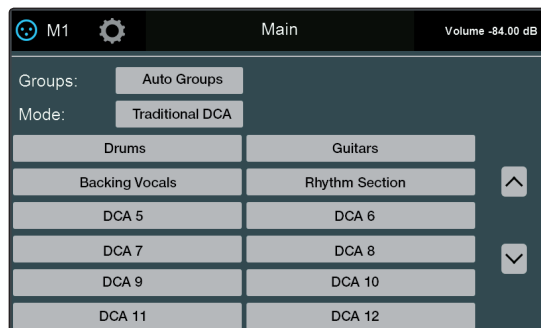 M1 Main Volume -84.00 dB
Groups: Auto Groups
Mode: Traditional DCA
Drums Guitars
Backing Vocals Rhythm Section
DCA 5 DCA 6
DCA 7 DCA 8
DCA 9 DCA 10
DCA 11 DCA 12